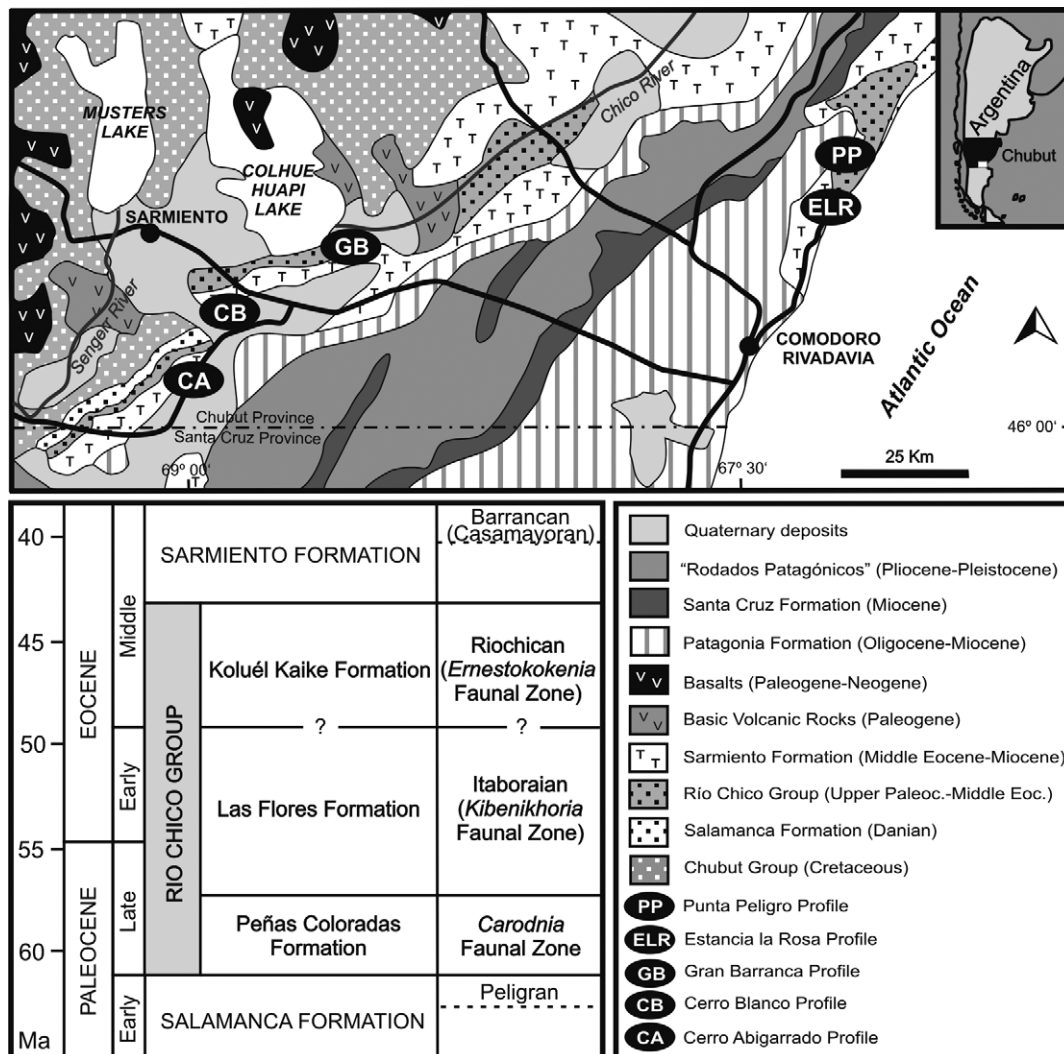 MUSTERS
LAKE
COLHUE
HUAPI
LAKE
Chico River
SARMIENTO
Sengerr River
GB
CB
CA
PP
ELR
Argentina
Chubut
COMODORO
RIVADAVIA
Atlantic Ocean
Chubut Province
Santa Cruz Province
46º 00'
69º 00'
67º 30'
25 Km
40
45
50
55
60
Ma
EOCENE
PALEOCENE
Middle
Early
Late
Early
RIO CHICO GROUP
SARMIENTO FORMATION
Koluél Kaike Formation
?
Las Flores Formation
Peñas Coloradas
Formation
SALAMANCA FORMATION
Barrancan
(Casamayoran)
Riochican
(Ernestokokenia
Faunal Zone)
?
Itaboraian
(Kibenikhoria
Faunal Zone)
Carodnia
Faunal Zone
Peligran
Quaternary deposits
"Rodados Patagónicos" (Pliocene-Pleistocene)
Santa Cruz Formation (Miocene)
Patagonia Formation (Oligocene-Miocene)
Basalts (Paleogene-Neogene)
Basic Volcanic Rocks (Paleogene)
Sarmiento Formation (Middle Eocene-Miocene)
Río Chico Group (Upper Paleoc.-Middle Eoc.)
Salamanca Formation (Danian)
Chubut Group (Cretaceous)
PP Punta Peligro Profile
ELR Estancia la Rosa Profile
GB Gran Barranca Profile
CB Cerro Blanco Profile
CA Cerro Abigarrado Profile